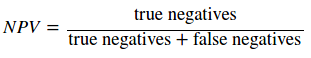 NPV = true negatives / true negatives + false negatives